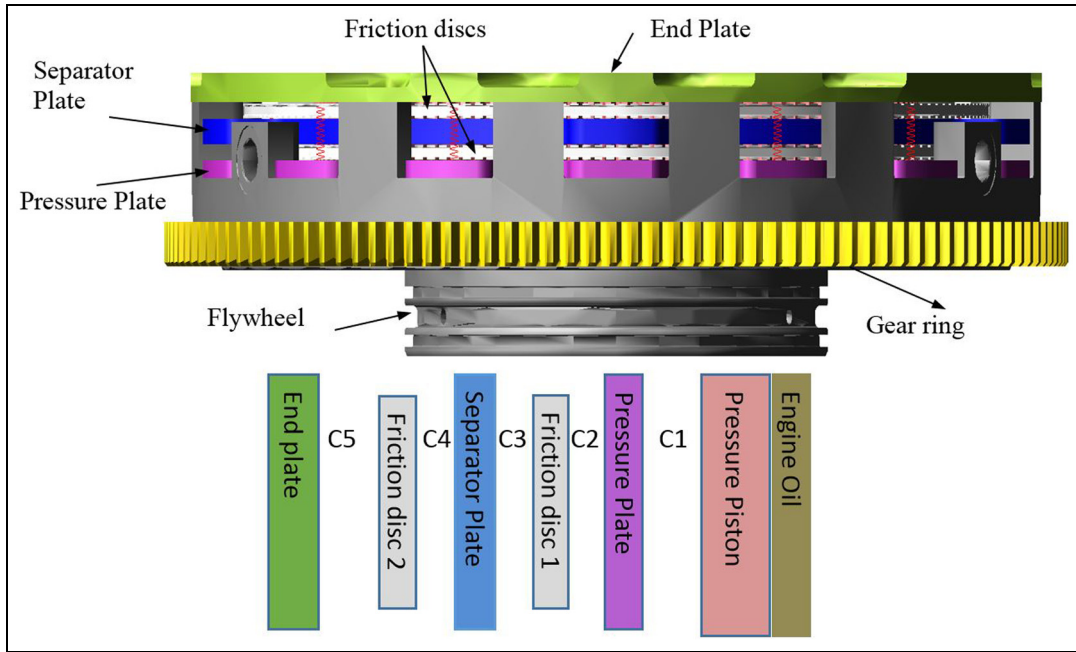 Friction discs
End Plate
Separator
Plate
Pressure Plate
Flywheel
Gear ring
End plate
C5
Friction disc 2
C4
Separator Plate
C3
Friction disc 1
C2
Pressure Plate
C1
Pressure Piston
Engine Oil